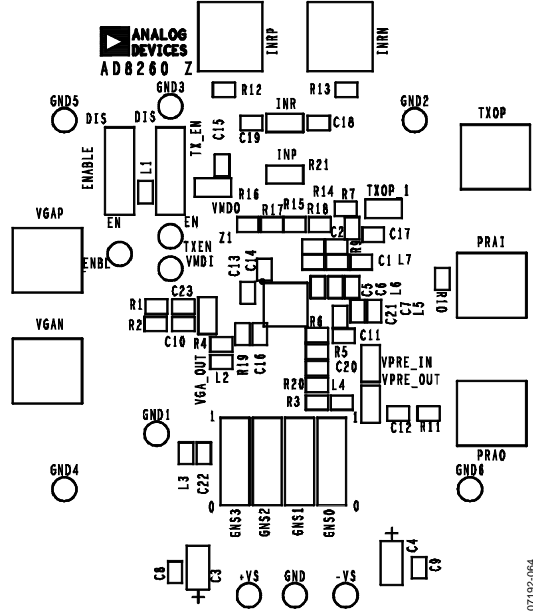 ANALOG
DEVICES
AD8260 Z
INRP
INRN
R12
R13
GND5
GND3
GND2
TXOP
DIS
DIS
C15
TX_EN
C19
INR
C18
ENABLE
L1
INP
R21
R14
R7
TXOP_1
VMDO
R16
R17
R15
R18
C17
VGAP
EN
EN
TXEN
Z1
C2
R9
PRAI
ENBL
VMDI
C13
C14
C1
L7
R10
R1
C23
C5
C6
L6
C21
C7
L5
VGAN
R2
C10
R4
R6
C11
R5
VGA_OUT
L2
R19
C16
C20
VPRE_IN
R20
L4
VPRE_OUT
R3
C12
R11
GND1
1
1
PRAO
GND4
L3
C22
GND6
0
0
GNS3
GNS2
GNS1
GNS0
C8
C3
+
+
C4
C9
+VS
GND
-VS
07192-064